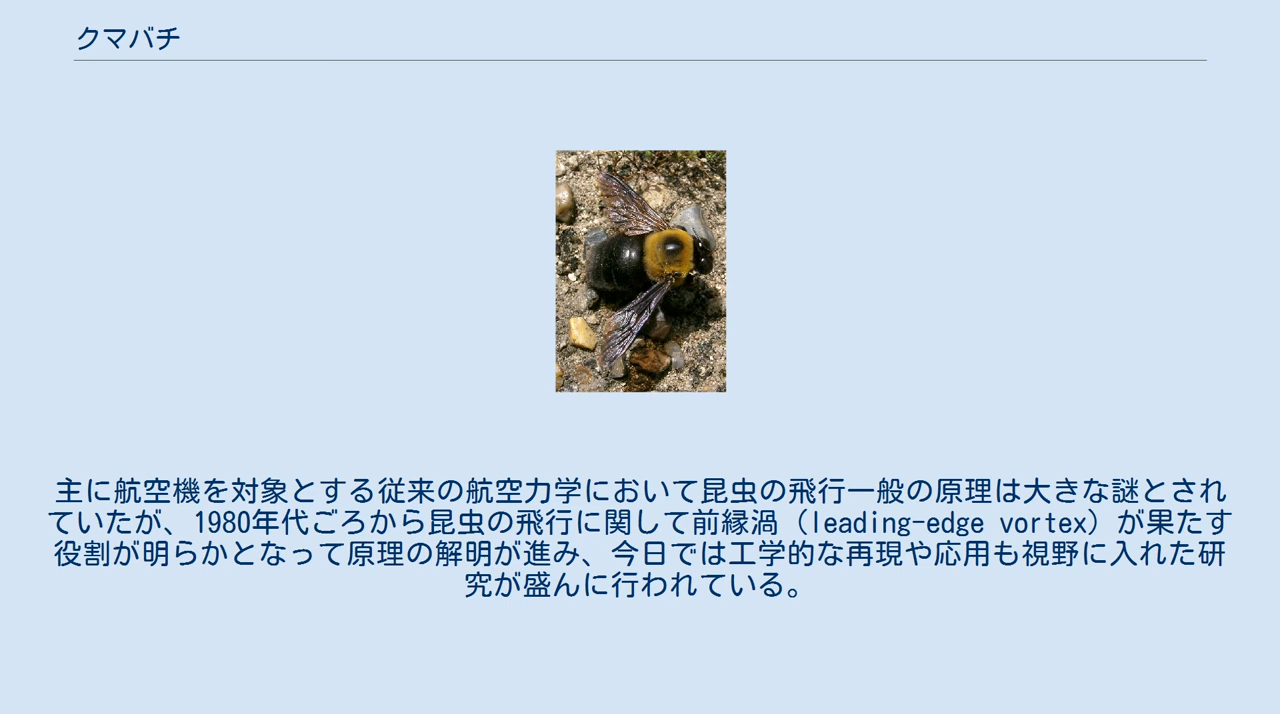 クマバチ
主に航空機を対象とする従来の航空力学において昆虫の飛行一般の原理は大きな謎とされ
ていたが、1980年代ごろから昆虫の飛行に関して前縁渦（leading-edge vortex）が果たす
役割が明らかとなって原理の解明が進み、今日では工学的な再現や応用も視野に入れた研
究が盛んに行われている。